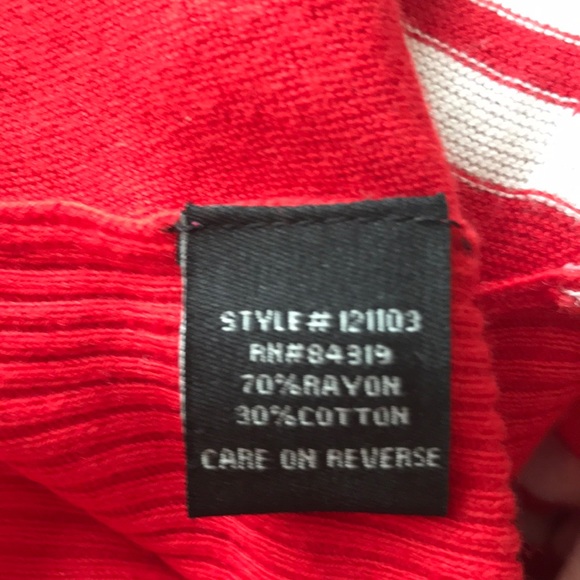 STYLE# 121103
RN#84319
70%RAYON
30%COTTON
CARE ON REVERSE